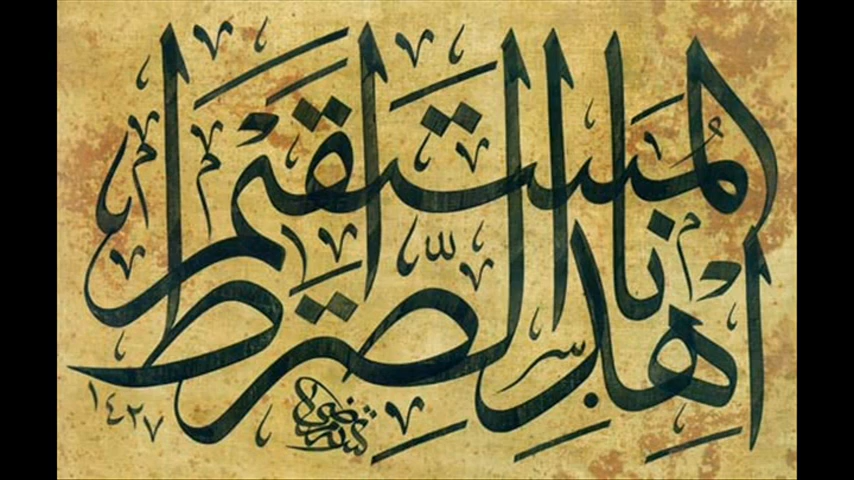 اهدنا الصراط
المستقيم
١٤٢٧